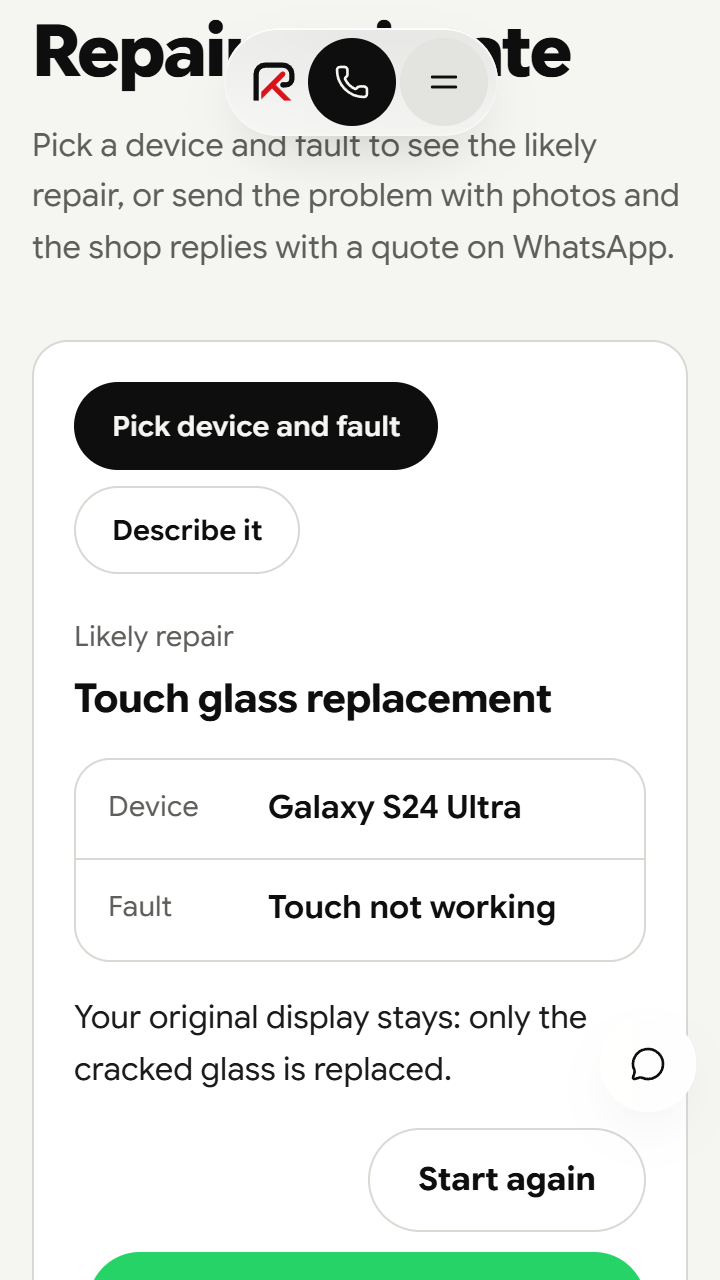 Repair
Pick a device and fault to see the likely
repair, or send the problem with photos and
the shop replies with a quote on WhatsApp.
Pick device and fault
Describe it
Likely repair
Touch glass replacement
Device Galaxy S24 Ultra
Fault Touch not working
Your original display stays: only the
cracked glass is replaced.
Start again